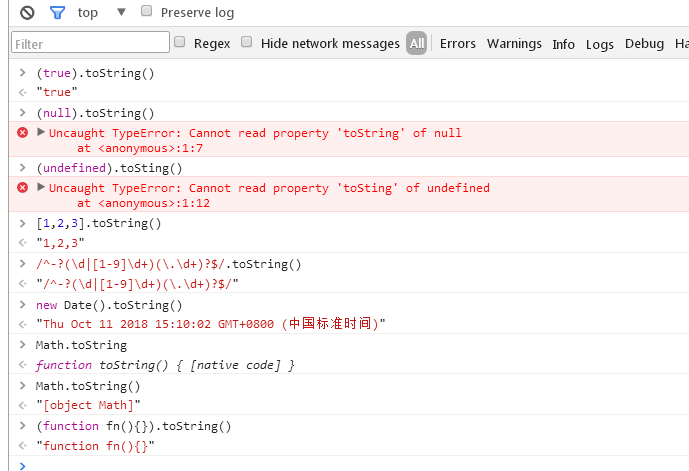 top ▼ Preserve log
Filter Regex Hide network messages All Errors Warnings Info Logs Debug Ha
> (true).toString()
"true"
> (null).toString()
Uncaught TypeError: Cannot read property 'toString' of null
at <anonymous>:1:7
> (undefined).toSting()
Uncaught TypeError: Cannot read property 'toSting' of undefined
at <anonymous>:1:12
> [1,2,3].toString()
"1,2,3"
> /^-?(\d|[1-9]\d+)(\.\d+)?$/.toString()
"/^-?(\d|[1-9]\d+)(\.\d+)?$/"
> new Date().toString()
"Thu Oct 11 2018 15:10:02 GMT+0800 (中国标准时间)"
> Math.toString
function toString() { [native code] }
> Math.toString()
"[object Math]"
> (function fn(){}).toString()
"function fn(){}"
>